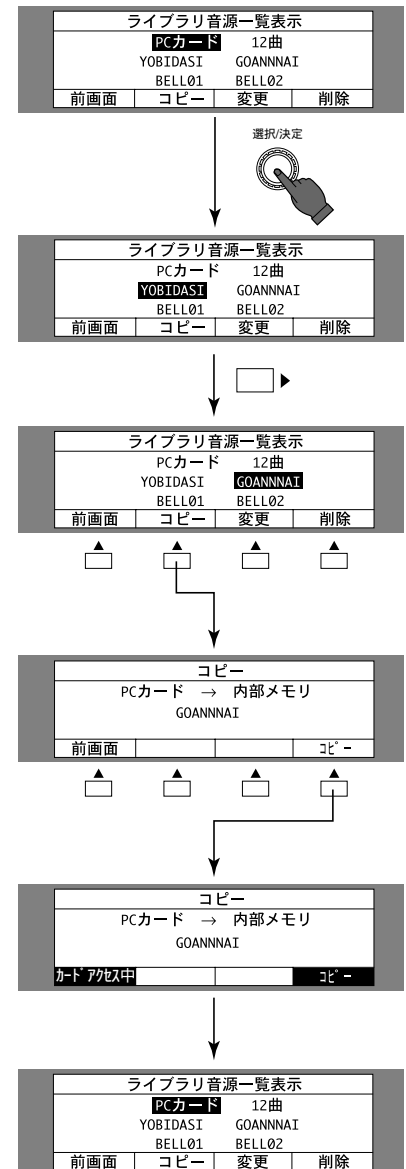 ライブラリ音源一覧表示
PCカード 12曲
YOBIDASI GOANNNAI
BELL01 BELL02
前画面 コピー 変更 削除
選択/決定
ライブラリ音源一覧表示
PCカード 12曲
YOBIDASI GOANNNAI
BELL01 BELL02
前画面 コピー 変更 削除
ライブラリ音源一覧表示
PCカード 12曲
YOBIDASI GOANNNAI
BELL01 BELL02
前画面 コピー 変更 削除
コピー
PCカード → 内部メモリ
GOANNNAI
前画面 ｺﾋﾟｰ
コピー
PCカード → 内部メモリ
GOANNNAI
ｶｰﾄﾞｱｸｾｽ中 ｺﾋﾟｰ
ライブラリ音源一覧表示
PCカード 12曲
YOBIDASI GOANNNAI
BELL01 BELL02
前画面 コピー 変更 削除